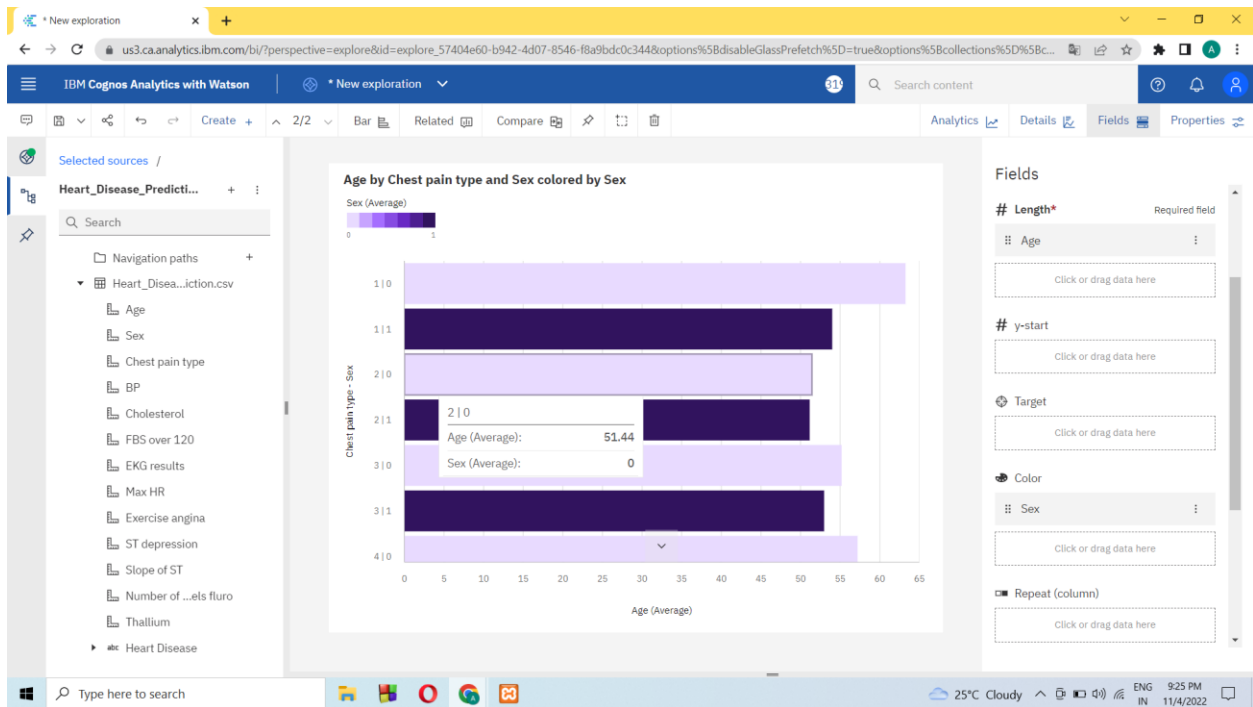 * New exploration
us3.ca.analytics.ibm.com/bi/?perspective=explore&id=explore_57404e60-b942-4d07-8546-f8a9bdc0c344&options%5BdisableGlassPrefetch%5D=true&options%5Bcollections%5D%5Bc...
A
IBM Cognos Analytics with Watson
* New exploration
Search content
Create +
2/2
Bar
Related
Compare
Analytics
Details
Fields
Properties
Selected sources /
Heart_Disease_Predicti...
Search
Navigation paths
Heart_Disea...iction.csv
Age
Sex
Chest pain type
BP
Cholesterol
FBS over 120
EKG results
Max HR
Exercise angina
ST depression
Slope of ST
Number of ...els fluro
Thallium
abc Heart Disease
Age by Chest pain type and Sex colored by Sex
Sex (Average)
0 1
Chest pain type - Sex
1|0
1|1
2|0
2|1
3|0
3|1
4|0
2|0
Age (Average): 51.44
Sex (Average): 0
0 5 10 15 20 25 30 35 40 45 50 55 60 65
Age (Average)
Fields
# Length* Required field
Age
Click or drag data here
# y-start
Click or drag data here
Target
Click or drag data here
Color
Sex
Click or drag data here
Repeat (column)
Click or drag data here
Type here to search
25°C Cloudy
ENG
IN
9:25 PM
11/4/2022